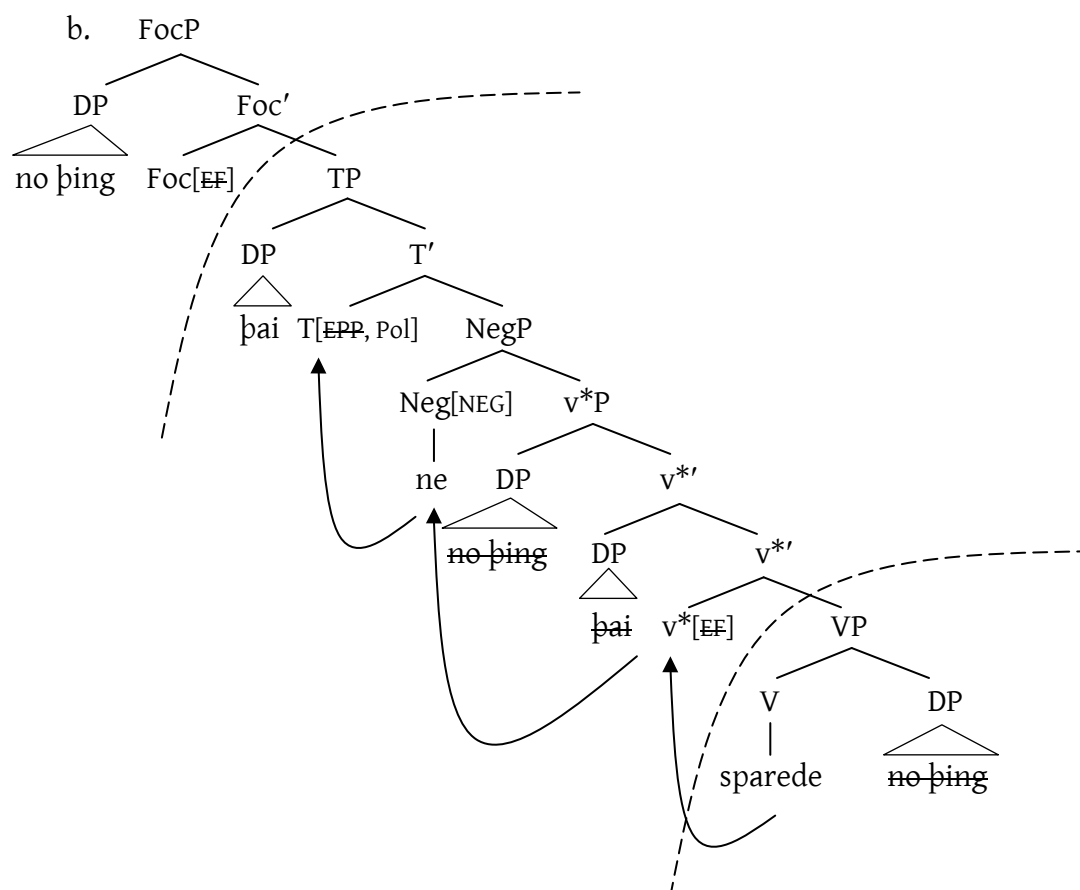 b. FocP
DP Foc′
no þing Foc[EF] TP
DP T′
þai T[EPP, Pol] NegP
Neg[NEG] v*P
ne DP v*′
no þing DP v*′
þai v*[EF] VP
V DP
sparede no þing